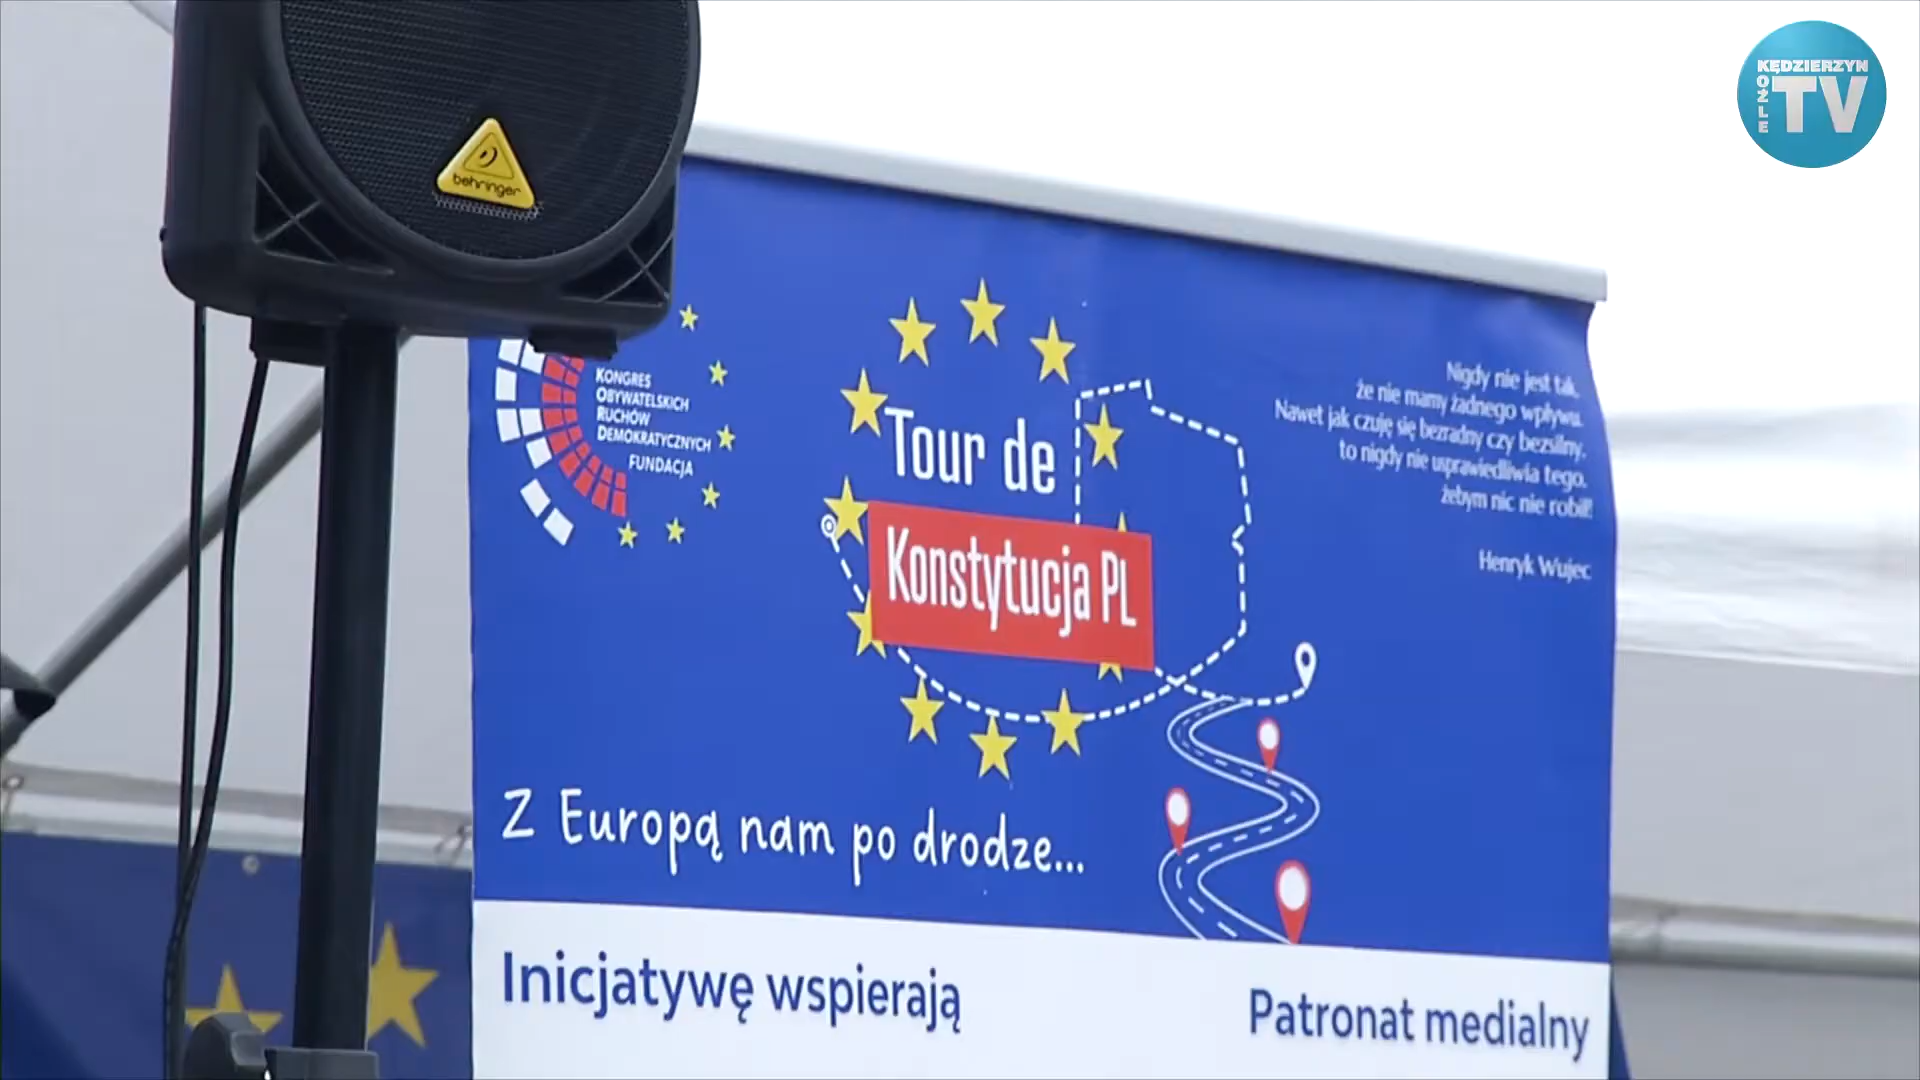 KĘDZIERZYN
KOŹLE
TV
behringer
KONGRES
OBYWATELSKICH
RUCHÓW
DEMOKRATYCZNYCH
FUNDACJA
Tour de
Konstytucja PL
Nigdy nie jest tak,
że nie mamy żadnego wpływu.
Nawet jak czuję się bezradny czy bezsilny,
to nigdy nie usprawiedliwia tego,
żebym nic nie robił!
Henryk Wujec
Z Europą nam po drodze...
Inicjatywę wspierają
Patronat medialny